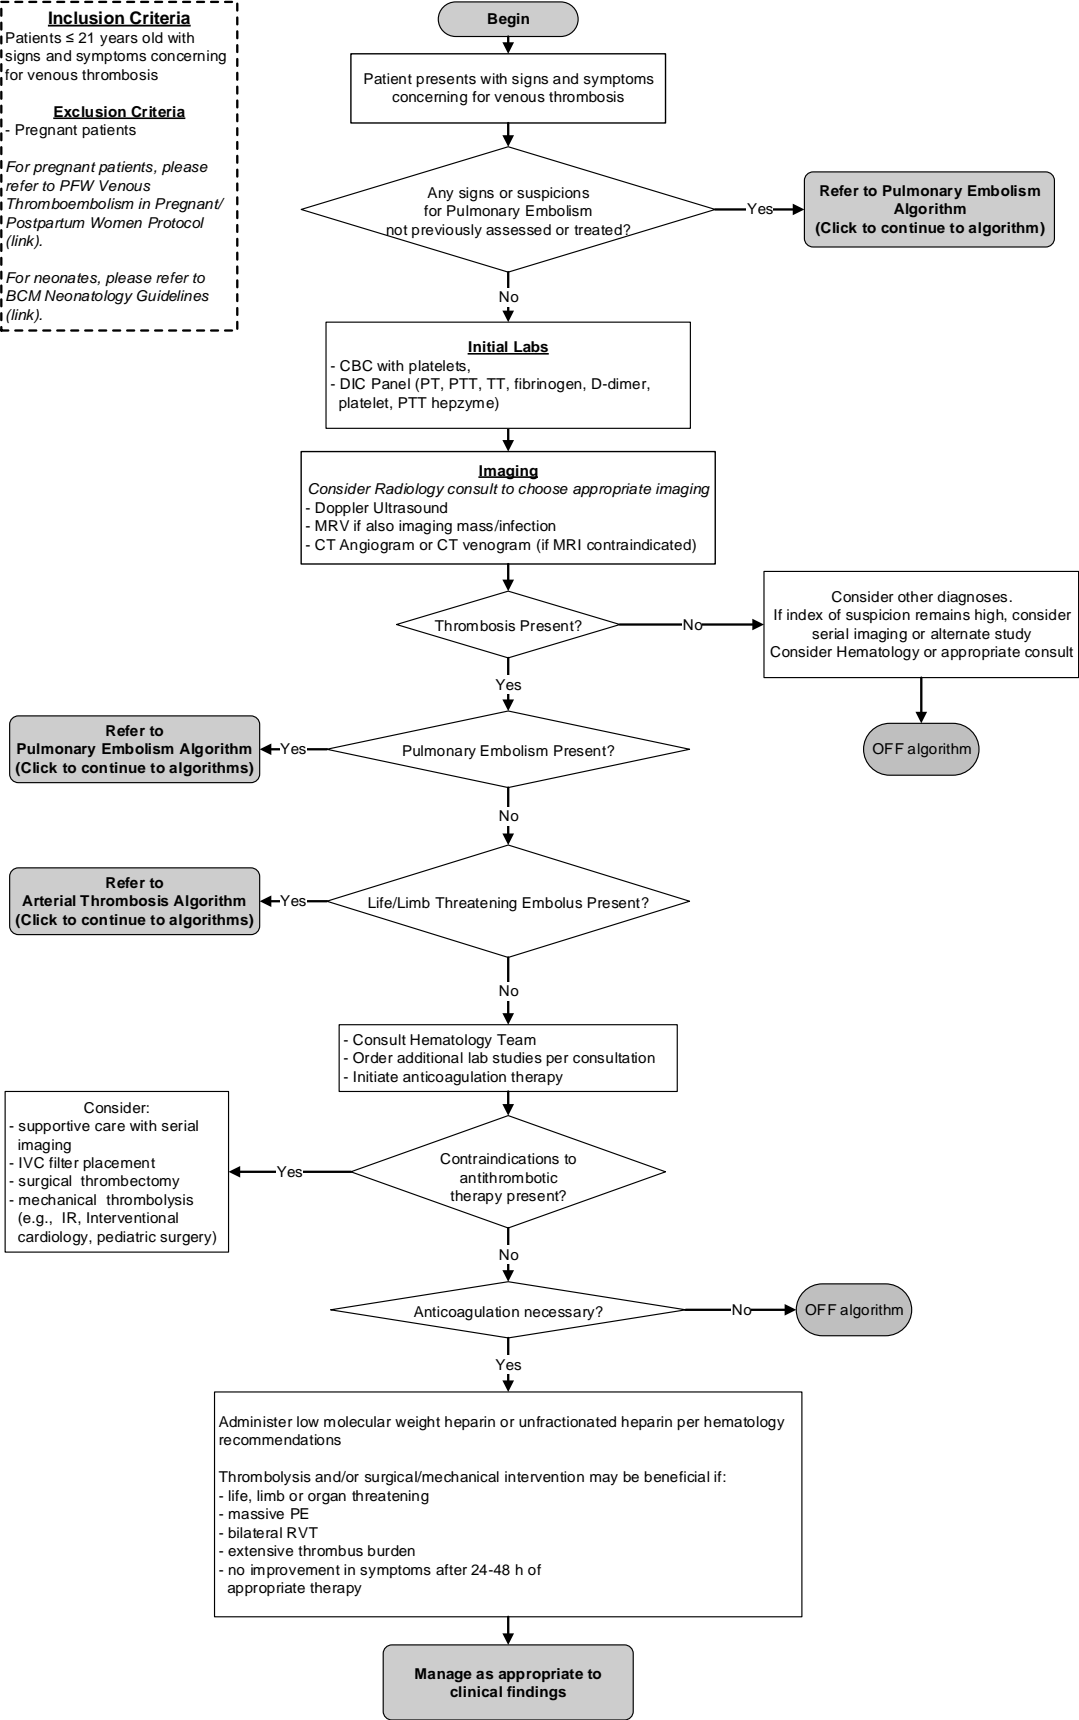 Inclusion Criteria
Patients ≤ 21 years old with
signs and symptoms concerning
for venous thrombosis
Exclusion Criteria
- Pregnant patients
For pregnant patients, please
refer to PFW Venous
Thromboembolism in Pregnant/
Postpartum Women Protocol
(link).
For neonates, please refer to
BCM Neonatology Guidelines
(link).
Begin
Patient presents with signs and symptoms
concerning for venous thrombosis
Any signs or suspicions
for Pulmonary Embolism
not previously assessed or treated?
Yes
Refer to Pulmonary Embolism
Algorithm
(Click to continue to algorithm)
No
Initial Labs
- CBC with platelets,
- DIC Panel (PT, PTT, TT, fibrinogen, D-dimer,
platelet, PTT hepzyme)
Imaging
Consider Radiology consult to choose appropriate imaging
- Doppler Ultrasound
- MRV if also imaging mass/infection
- CT Angiogram or CT venogram (if MRI contraindicated)
Thrombosis Present?
No
Consider other diagnoses.
If index of suspicion remains high, consider
serial imaging or alternate study
Consider Hematology or appropriate consult
OFF algorithm
Yes
Pulmonary Embolism Present?
Yes
Refer to
Pulmonary Embolism Algorithm
(Click to continue to algorithms)
No
Life/Limb Threatening Embolus Present?
Yes
Refer to
Arterial Thrombosis Algorithm
(Click to continue to algorithms)
No
- Consult Hematology Team
- Order additional lab studies per consultation
- Initiate anticoagulation therapy
Contraindications to
antithrombotic
therapy present?
Yes
Consider:
- supportive care with serial
imaging
- IVC filter placement
- surgical thrombectomy
- mechanical thrombolysis
(e.g., IR, Interventional
cardiology, pediatric surgery)
No
Anticoagulation necessary?
No
OFF algorithm
Yes
Administer low molecular weight heparin or unfractionated heparin per hematology
recommendations
Thrombolysis and/or surgical/mechanical intervention may be beneficial if:
- life, limb or organ threatening
- massive PE
- bilateral RVT
- extensive thrombus burden
- no improvement in symptoms after 24-48 h of
appropriate therapy
Manage as appropriate to
clinical findings